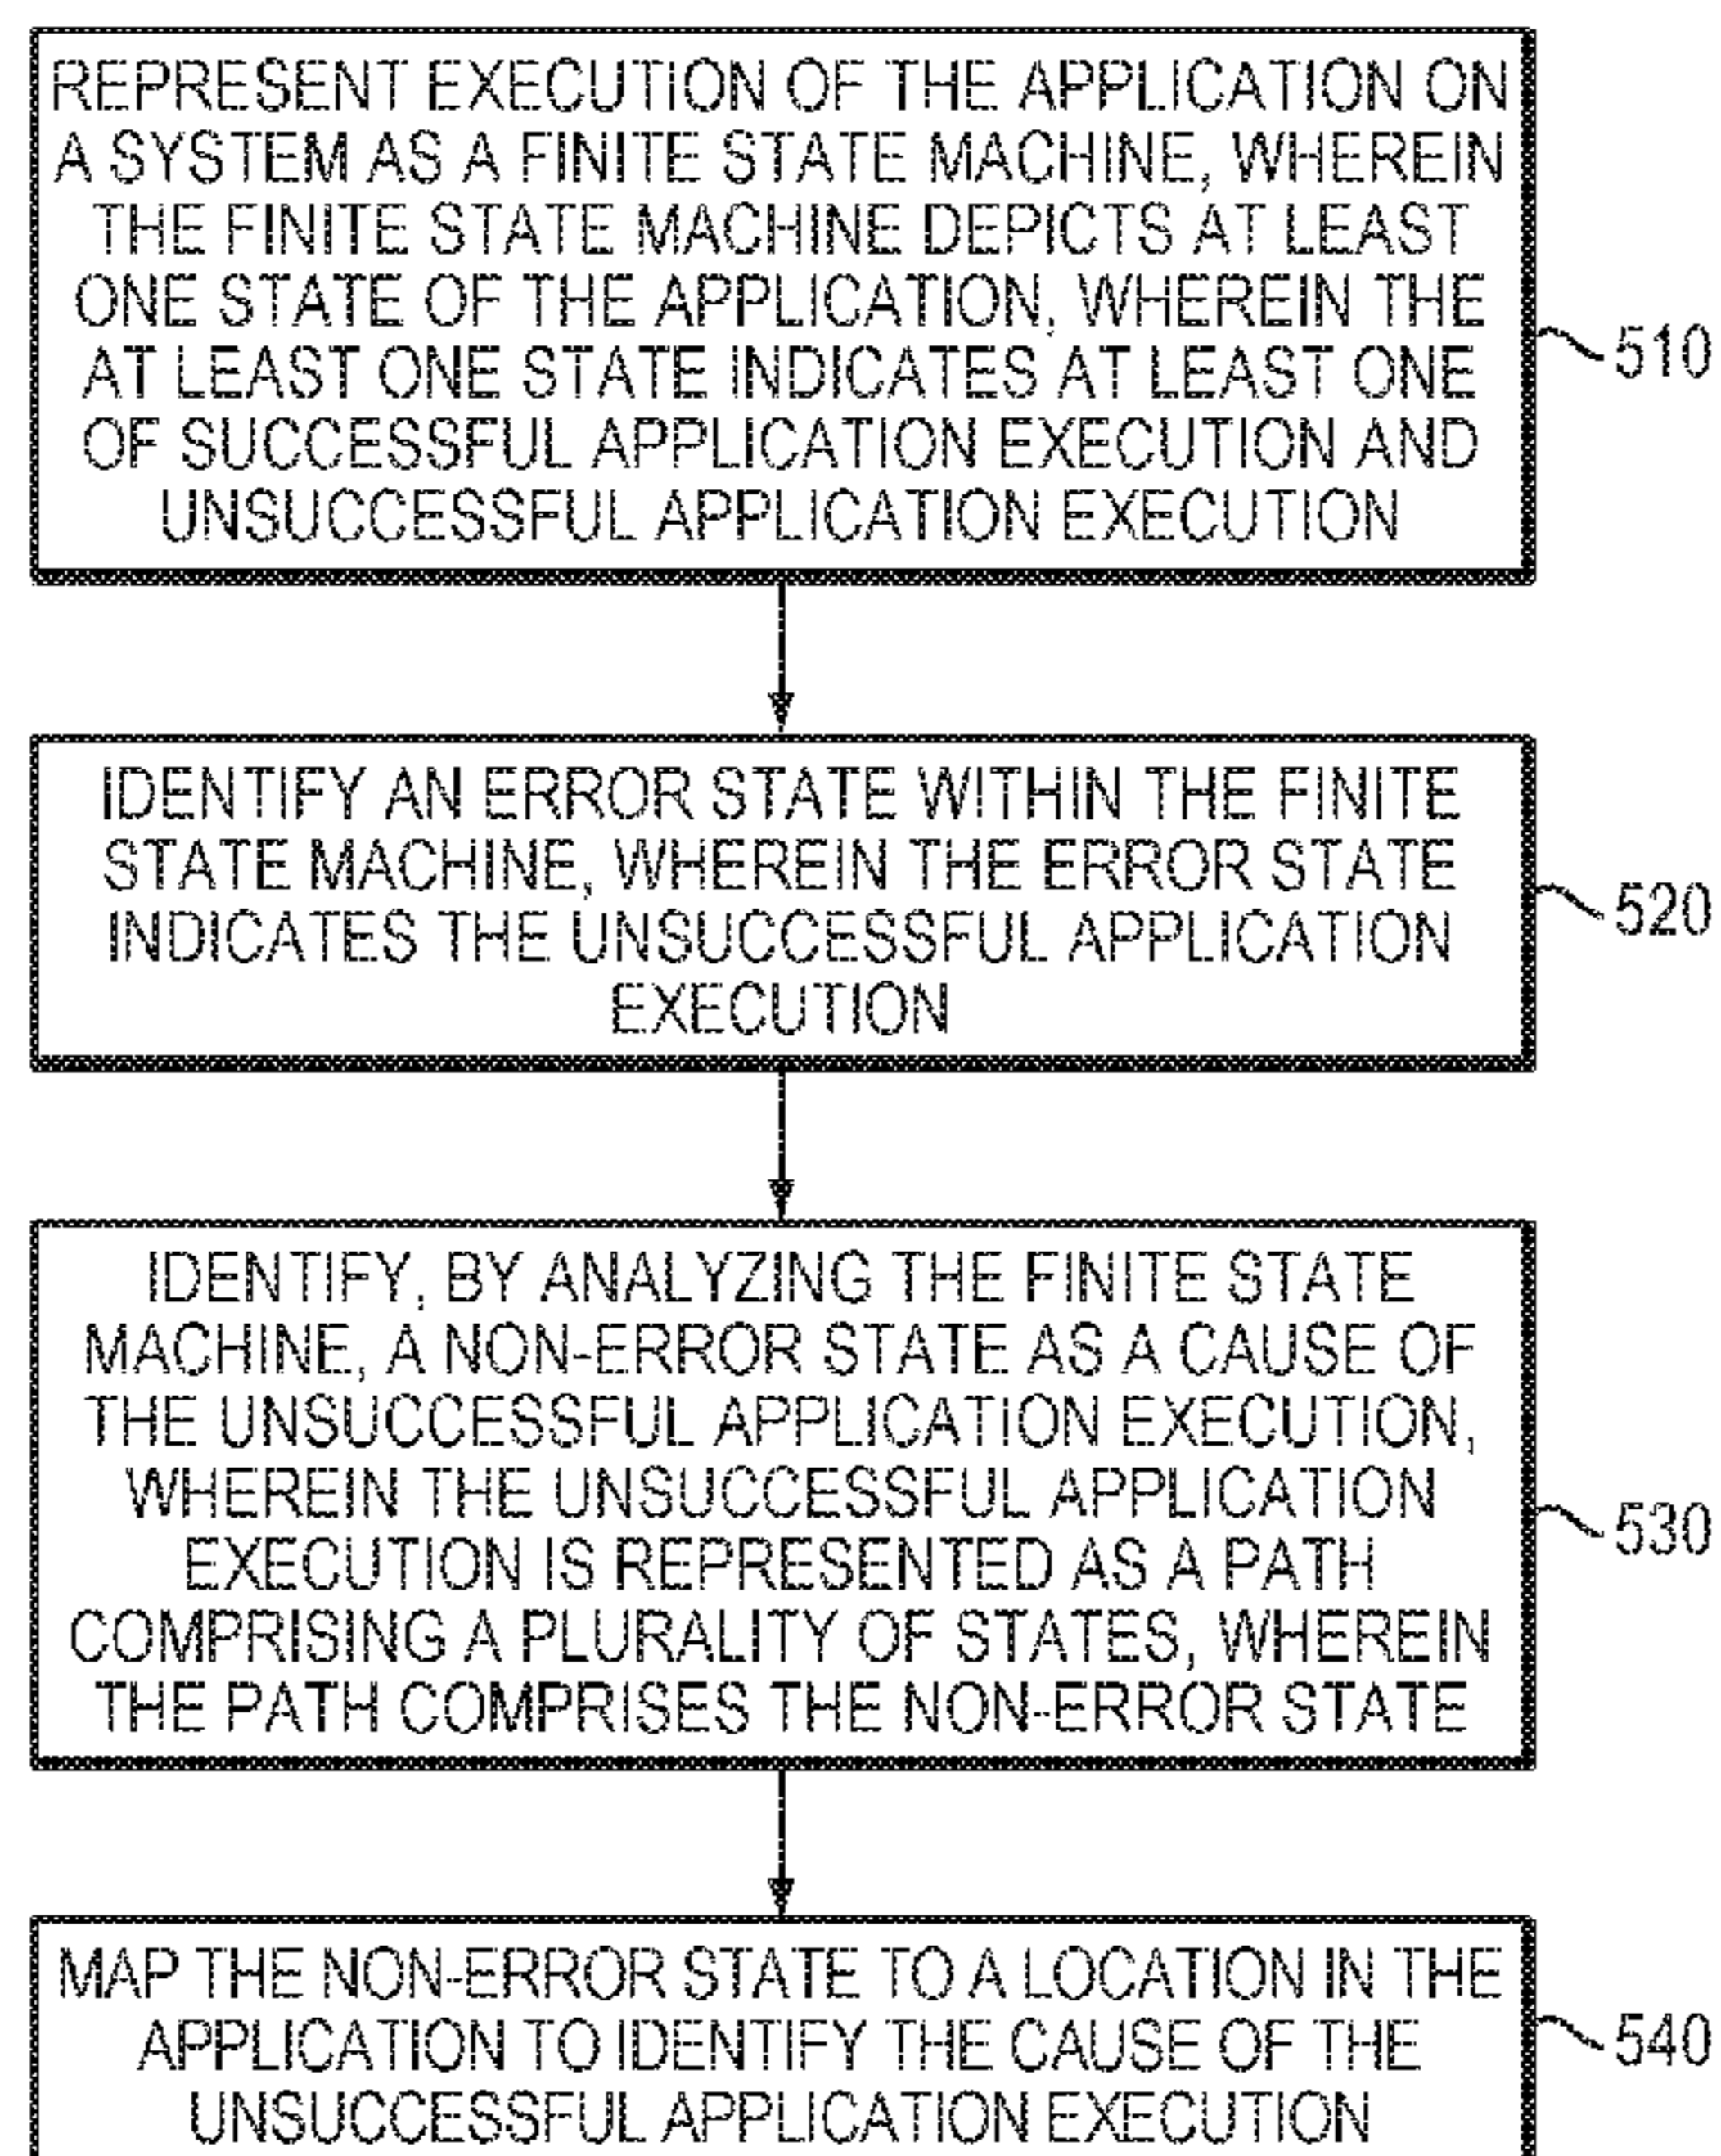 REPRESENT EXECUTION OF THE APPLICATION ON
A SYSTEM AS A FINITE STATE MACHINE, WHEREIN
THE FINITE STATE MACHINE DEPICTS AT LEAST
ONE STATE OF THE APPLICATION, WHEREIN THE
AT LEAST ONE STATE INDICATES AT LEAST ONE
OF SUCCESSFUL APPLICATION EXECUTION AND
UNSUCCESSFUL APPLICATION EXECUTION
510
IDENTIFY AN ERROR STATE WITHIN THE FINITE
STATE MACHINE, WHEREIN THE ERROR STATE
INDICATES THE UNSUCCESSFUL APPLICATION
EXECUTION
520
IDENTIFY, BY ANALYZING THE FINITE STATE
MACHINE, A NON-ERROR STATE AS A CAUSE OF
THE UNSUCCESSFUL APPLICATION EXECUTION,
WHEREIN THE UNSUCCESSFUL APPLICATION
EXECUTION IS REPRESENTED AS A PATH
COMPRISING A PLURALITY OF STATES, WHEREIN
THE PATH COMPRISES THE NON-ERROR STATE
530
MAP THE NON-ERROR STATE TO A LOCATION IN THE
APPLICATION TO IDENTIFY THE CAUSE OF THE
UNSUCCESSFUL APPLICATION EXECUTION
540